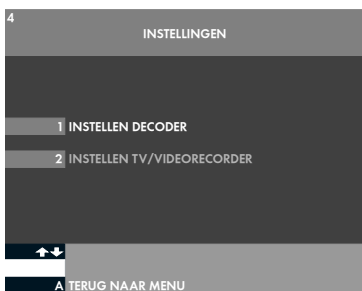 4
INSTELLINGEN
1 INSTELLEN DECODER
2 INSTELLEN TV/VIDEORECORDER
A TERUG NAAR MENU